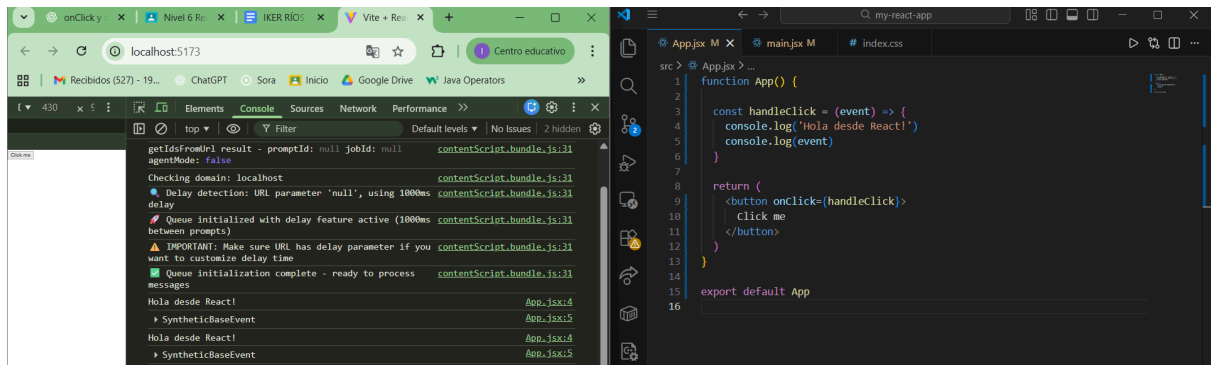 onClick y c
Nivel 6 Re
IKER RÍOS
Vite + Rea
localhost:5173
Centro educativo
Recibidos (527) - 19...
ChatGPT
Sora
Inicio
Google Drive
Java Operators
»
430
Elements
Console
Sources
Network
Performance
»
top
Filter
Default levels
No Issues
2 hidden
Click me
getIdsFromUrl result - promptId: null jobId: null contentScript.bundle.js:31
agentMode: false
Checking domain: localhost contentScript.bundle.js:31
🔍 Delay detection: URL parameter 'null', using 1000ms contentScript.bundle.js:31
delay
🚀 Queue initialized with delay feature active (1000ms contentScript.bundle.js:31
between prompts)
⚠️ IMPORTANT: Make sure URL has delay parameter if you contentScript.bundle.js:31
want to customize delay time
✅ Queue initialization complete - ready to process contentScript.bundle.js:31
messages
Hola desde React! App.jsx:4
▸ SyntheticBaseEvent App.jsx:5
Hola desde React! App.jsx:4
▸ SyntheticBaseEvent App.jsx:5
my-react-app
App.jsx M
main.jsx M
# index.css
src > App.jsx > ...
1 function App() {
2
3 const handleClick = (event) => {
4 console.log('Hola desde React!')
5 console.log(event)
6 }
7
8 return (
9 <button onClick={handleClick}>
10 Click me
11 </button>
12 )
13 }
14
15 export default App
16
2